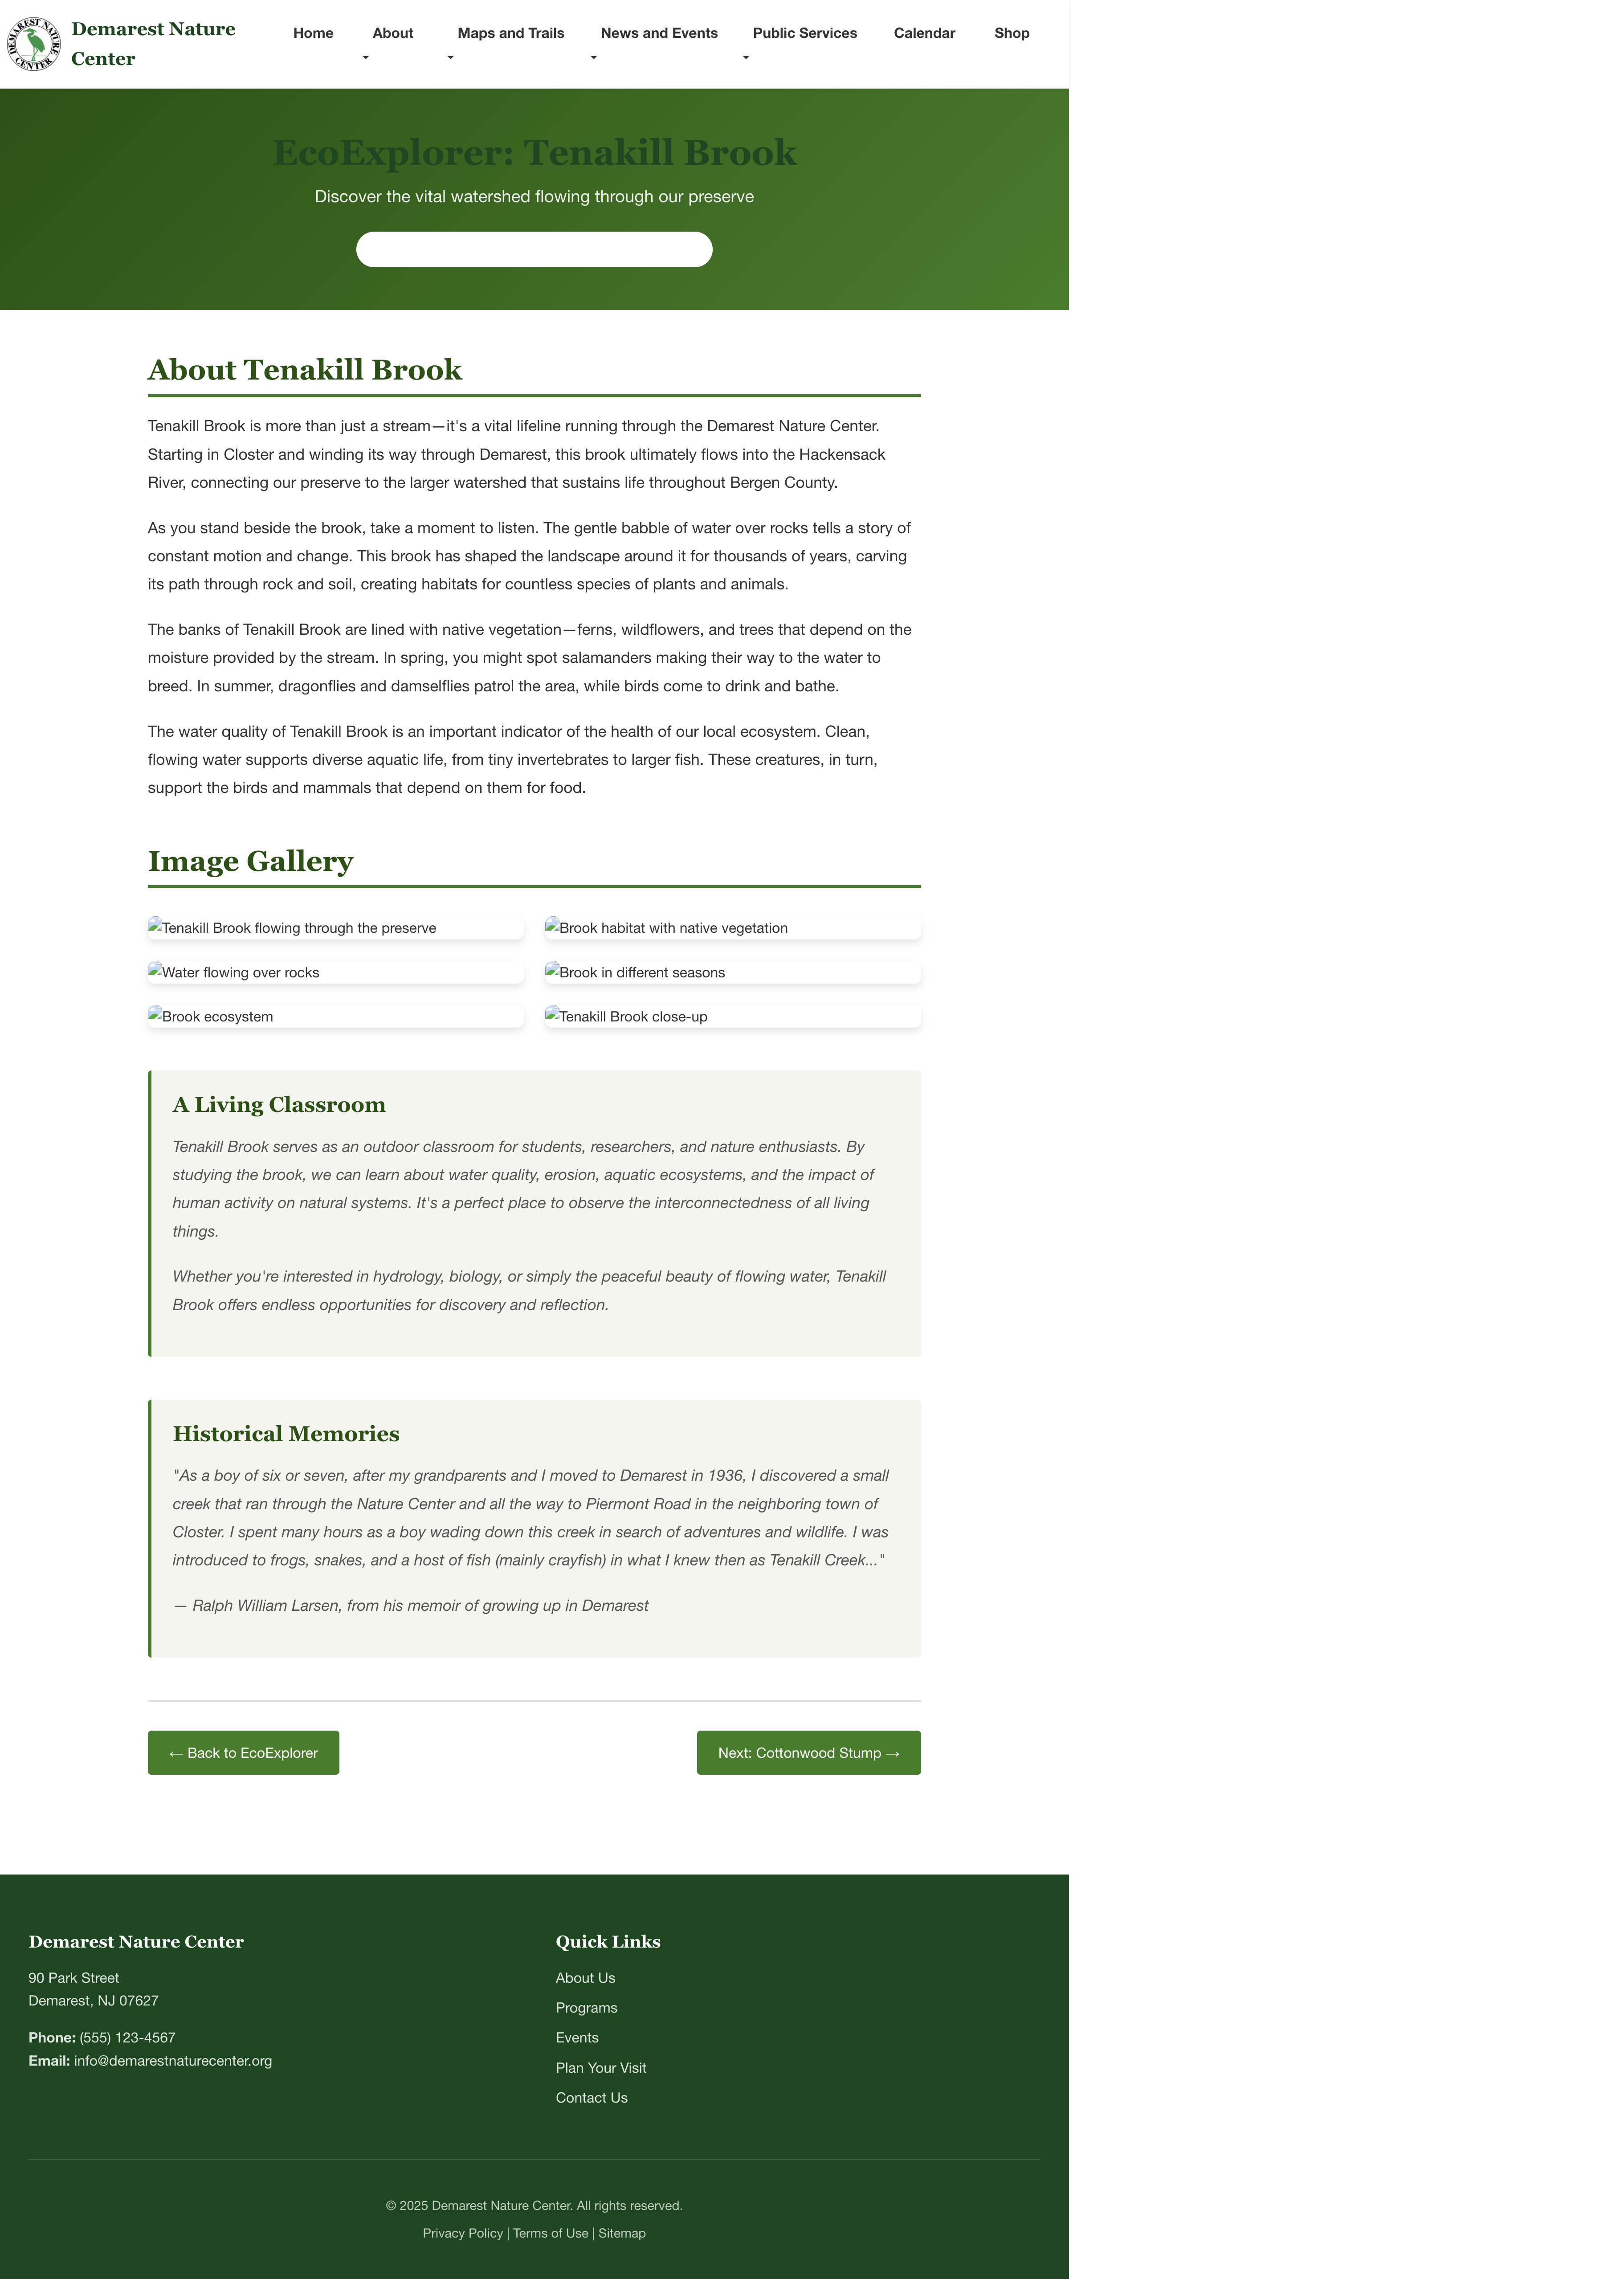 DEMAREST NATURE CENTER
Demarest Nature
Center
Home
About
Maps and Trails
News and Events
Public Services
Calendar
Shop
EcoExplorer: Tenakill Brook
Discover the vital watershed flowing through our preserve
About Tenakill Brook
Tenakill Brook is more than just a stream—it's a vital lifeline running through the Demarest Nature Center.
Starting in Closter and winding its way through Demarest, this brook ultimately flows into the Hackensack
River, connecting our preserve to the larger watershed that sustains life throughout Bergen County.
As you stand beside the brook, take a moment to listen. The gentle babble of water over rocks tells a story of
constant motion and change. This brook has shaped the landscape around it for thousands of years, carving
its path through rock and soil, creating habitats for countless species of plants and animals.
The banks of Tenakill Brook are lined with native vegetation—ferns, wildflowers, and trees that depend on the
moisture provided by the stream. In spring, you might spot salamanders making their way to the water to
breed. In summer, dragonflies and damselflies patrol the area, while birds come to drink and bathe.
The water quality of Tenakill Brook is an important indicator of the health of our local ecosystem. Clean,
flowing water supports diverse aquatic life, from tiny invertebrates to larger fish. These creatures, in turn,
support the birds and mammals that depend on them for food.
Image Gallery
Tenakill Brook flowing through the preserve
Brook habitat with native vegetation
Water flowing over rocks
Brook in different seasons
Brook ecosystem
Tenakill Brook close-up
A Living Classroom
Tenakill Brook serves as an outdoor classroom for students, researchers, and nature enthusiasts. By
studying the brook, we can learn about water quality, erosion, aquatic ecosystems, and the impact of
human activity on natural systems. It's a perfect place to observe the interconnectedness of all living
things.
Whether you're interested in hydrology, biology, or simply the peaceful beauty of flowing water, Tenakill
Brook offers endless opportunities for discovery and reflection.
Historical Memories
"As a boy of six or seven, after my grandparents and I moved to Demarest in 1936, I discovered a small
creek that ran through the Nature Center and all the way to Piermont Road in the neighboring town of
Closter. I spent many hours as a boy wading down this creek in search of adventures and wildlife. I was
introduced to frogs, snakes, and a host of fish (mainly crayfish) in what I knew then as Tenakill Creek..."
— Ralph William Larsen, from his memoir of growing up in Demarest
← Back to EcoExplorer
Next: Cottonwood Stump →
Demarest Nature Center
90 Park Street
Demarest, NJ 07627
Phone: (555) 123-4567
Email: info@demarestnaturecenter.org
Quick Links
About Us
Programs
Events
Plan Your Visit
Contact Us
© 2025 Demarest Nature Center. All rights reserved.
Privacy Policy | Terms of Use | Sitemap